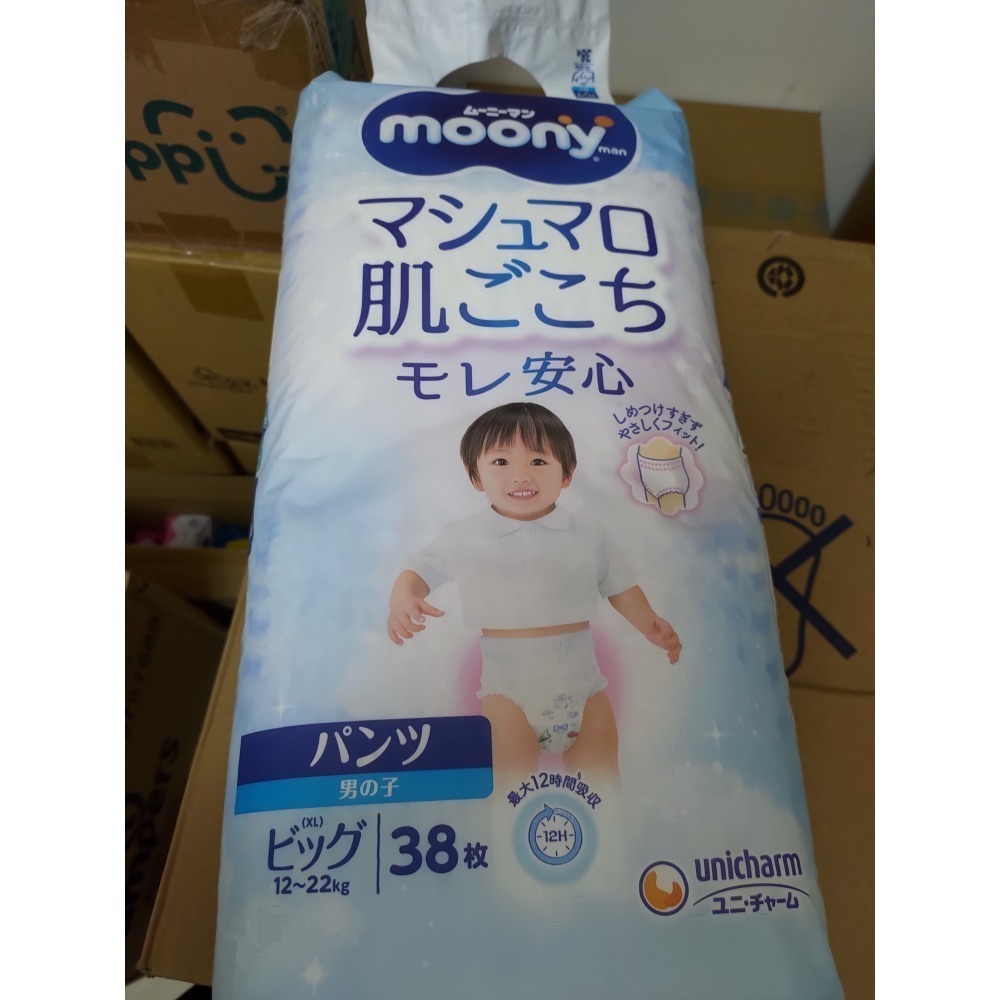 ムーニーマン
moony man
マシュマロ
肌ごこち
モレ安心
しめつけすぎず
やさしくフィット!
パンツ
男の子
ビッグ
(XL)
12~22kg
38枚
最大12時間吸収
12H
unicharm
ユニ・チャーム
0000
ppi
mpers